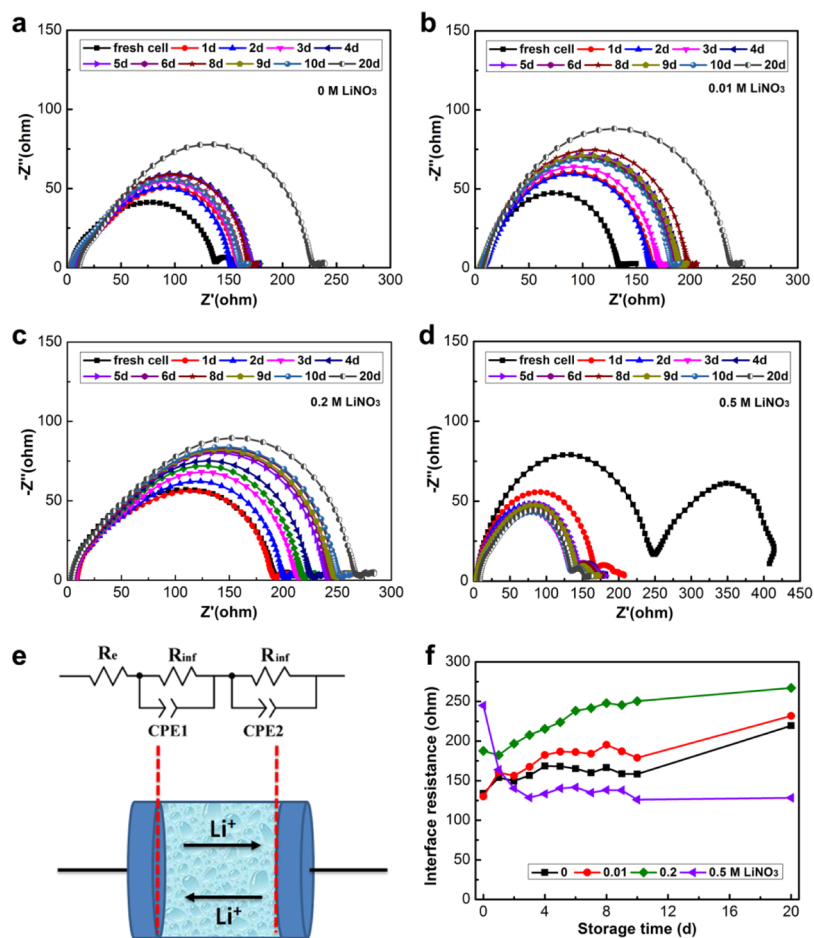 a
fresh cell 1d 2d 3d 4d
5d 6d 8d 9d 10d 20d
0 M LiNO₃
150
100
50
0
-Z''(ohm)
0 50 100 150 200 250 300
Z'(ohm)
b
fresh cell 1d 2d 3d 4d
5d 6d 8d 9d 10d 20d
0.01 M LiNO₃
150
100
50
0
-Z''(ohm)
0 50 100 150 200 250 300
Z'(ohm)
c
fresh cell 1d 2d 3d 4d
5d 6d 8d 9d 10d 20d
0.2 M LiNO₃
150
100
50
0
-Z''(ohm)
0 50 100 150 200 250 300
Z'(ohm)
d
fresh cell 1d 2d 3d 4d
5d 6d 8d 9d 10d 20d
0.5 M LiNO₃
150
100
50
0
-Z''(ohm)
0 50 100 150 200 250 300 350 400 450
Z'(ohm)
e
Re Rinf Rinf
CPE1 CPE2
Li⁺
Li⁺
f
300
250
200
150
100
50
0
Interface resistance (ohm)
0 0.01 0.2 0.5 M LiNO₃
0 4 8 12 16 20
Storage time (d)